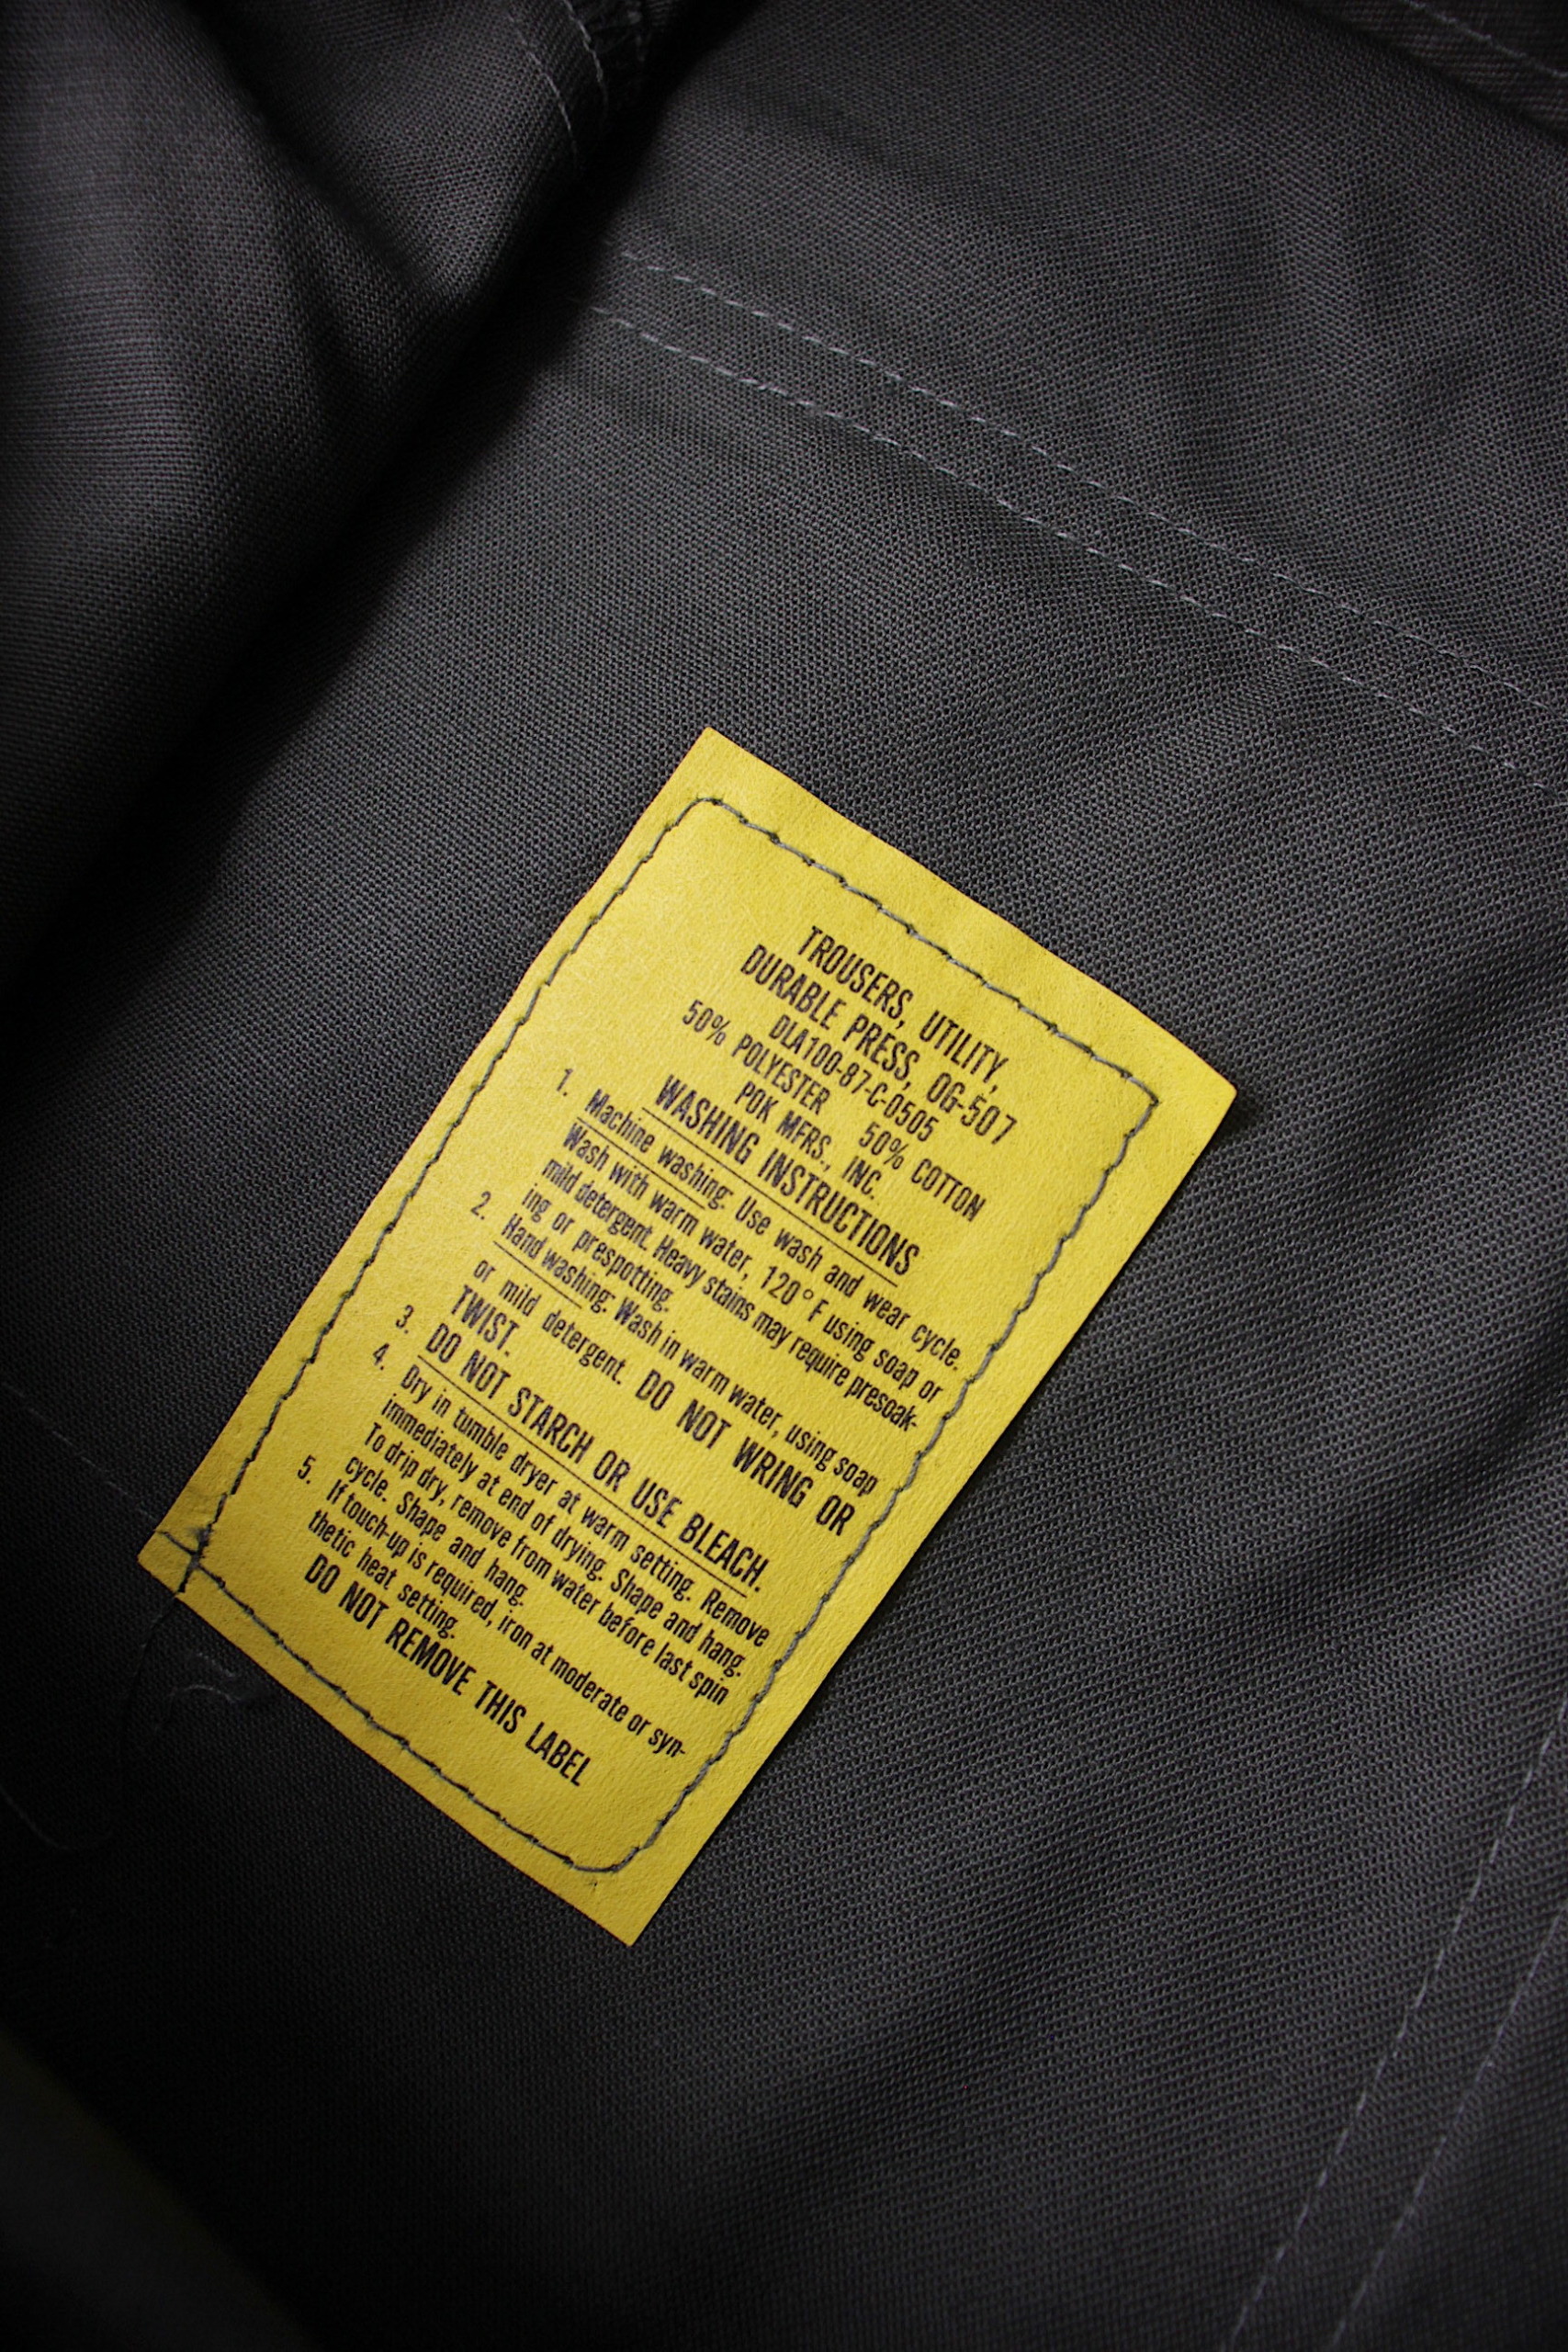 TROUSERS, UTILITY,
DURABLE PRESS, OG-507
DLA100-87-C-0505
50% POLYESTER 50% COTTON
POK MFRS., INC.
WASHING INSTRUCTIONS
1. Machine washing: Use wash and wear cycle.
Wash with warm water, 120° F using soap or
mild detergent. Heavy stains may require presoak-
ing or prespotting.
2. Hand washing: Wash in warm water, using soap
or mild detergent. DO NOT WRING OR
TWIST.
3. DO NOT STARCH OR USE BLEACH.
4. Dry in tumble dryer at warm setting. Remove
immediately at end of drying. Shape and hang.
To drip dry, remove from water before last spin
cycle. Shape and hang.
5. If touch-up is required, iron at moderate or syn-
thetic heat setting.
DO NOT REMOVE THIS LABEL